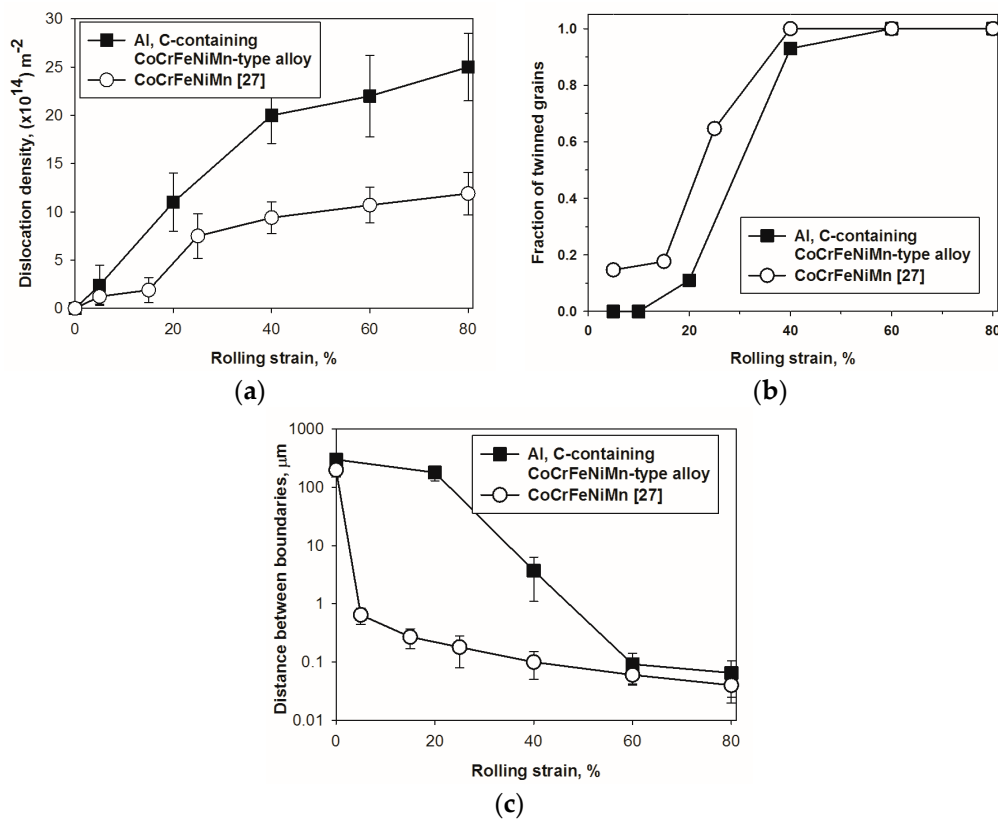 Dislocation density, (x10¹⁴) m⁻²
30
25
20
15
10
5
0
Al, C-containing
CoCrFeNiMn-type alloy
CoCrFeNiMn [27]
0 20 40 60 80
Rolling strain, %
(a)
Fraction of twinned grains
1.0
0.8
0.6
0.4
0.2
0.0
Al, C-containing
CoCrFeNiMn-type alloy
CoCrFeNiMn [27]
0 20 40 60 80
Rolling strain, %
(b)
Distance between boundaries, μm
1000
100
10
1
0.1
0.01
Al, C-containing
CoCrFeNiMn-type alloy
CoCrFeNiMn [27]
0 20 40 60 80
Rolling strain, %
(c)